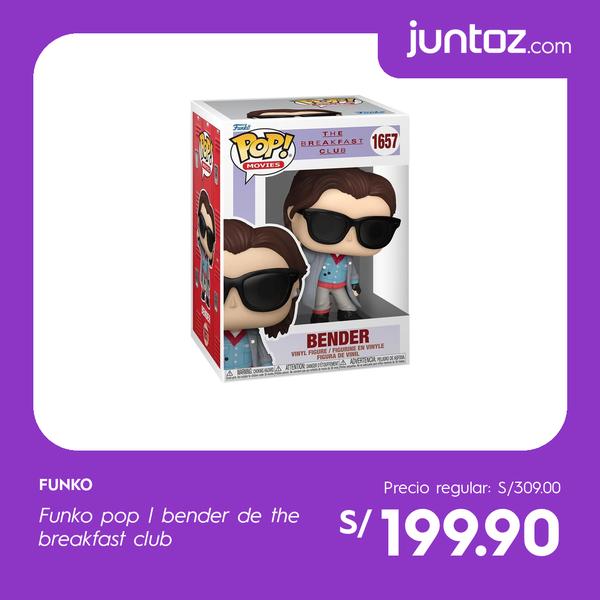 juntoz.com
Funko
POP!
MOVIES
THE
BREAKFAST
CLUB
1657
BENDER
VINYL FIGURE / FIGURINE EN VINYLE
FIGURA DE VINIL
FUNKO
Precio regular: S/309.00
Funko pop | bender de the
breakfast club
S/199.90